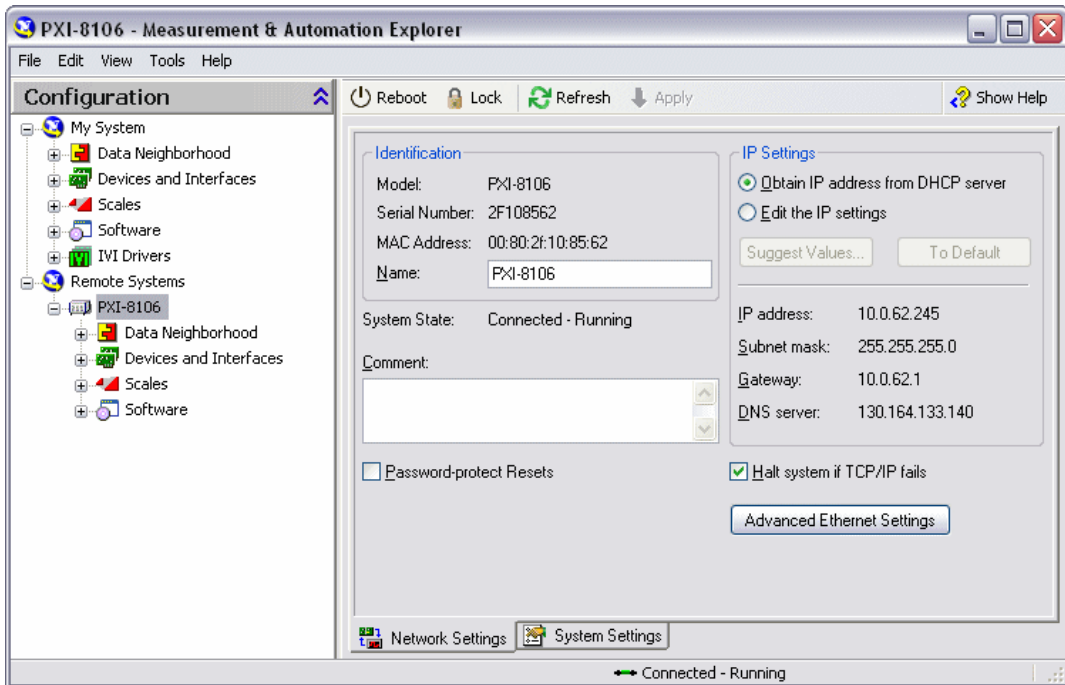 PXI-8106 - Measurement & Automation Explorer
File Edit View Tools Help
Configuration
My System
Data Neighborhood
Devices and Interfaces
Scales
Software
IVI Drivers
Remote Systems
PXI-8106
Data Neighborhood
Devices and Interfaces
Scales
Software
Reboot Lock Refresh Apply Show Help
Identification
Model: PXI-8106
Serial Number: 2F108562
MAC Address: 00:80:2f:10:85:62
Name: PXI-8106
System State: Connected - Running
Comment:
Password-protect Resets
IP Settings
Obtain IP address from DHCP server
Edit the IP settings
Suggest Values... To Default
IP address: 10.0.62.245
Subnet mask: 255.255.255.0
Gateway: 10.0.62.1
DNS server: 130.164.133.140
Halt system if TCP/IP fails
Advanced Ethernet Settings
Network Settings System Settings
Connected - Running